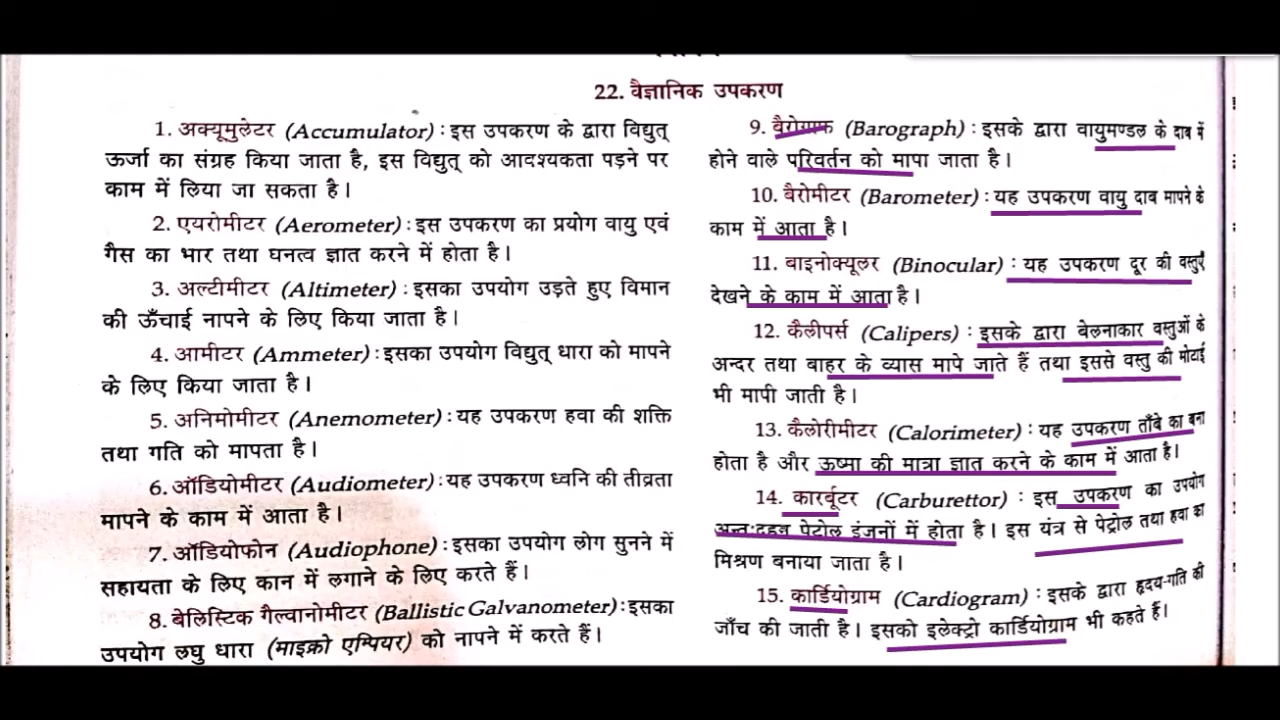 22. वैज्ञानिक उपकरण
1. अक्यूमुलेटर (Accumulator) : इस उपकरण के द्वारा विद्युत्
ऊर्जा का संग्रह किया जाता है, इस विद्युत् को आदश्यकता पड़ने पर
काम में लिया जा सकता है।
2. एयरोमीटर (Aerometer) : इस उपकरण का प्रयोग वायु एवं
गैस का भार तथा घनत्व ज्ञात करने में होता है।
3. अल्टीमीटर (Altimeter) : इसका उपयोग उड़ते हुए विमान
की ऊँचाई नापने के लिए किया जाता है।
4. आमीटर (Ammeter) : इसका उपयोग विद्युत् धारा को मापने
के लिए किया जाता है।
5. अनिमोमीटर (Anemometer) : यह उपकरण हवा की शक्ति
तथा गति को मापता है।
6. ऑडियोमीटर (Audiometer) : यह उपकरण ध्वनि की तीव्रता
मापने के काम में आता है।
7. ऑडियोफोन (Audiophone) : इसका उपयोग लोग सुनने में
सहायता के लिए कान में लगाने के लिए करते हैं।
8. बेलिस्टिक गैल्वानोमीटर (Ballistic Galvanometer) : इसका
उपयोग लघु धारा (माइक्रो एम्पियर) को नापने में करते हैं।
9. बैरोग्राफ (Barograph) : इसके द्वारा वायुमण्डल के दाब में
होने वाले परिवर्तन को मापा जाता है।
10. बैरोमीटर (Barometer) : यह उपकरण वायु दाब मापने के
काम में आता है।
11. बाइनोक्यूलर (Binocular) : यह उपकरण दूर की वस्तुएँ
देखने के काम में आता है।
12. कैलीपर्स (Calipers) : इसके द्वारा बेलनाकार वस्तुओं के
अन्दर तथा बाहर के व्यास मापे जाते हैं तथा इससे वस्तु की मोटाई
भी मापी जाती है।
13. कैलोरीमीटर (Calorimeter) : यह उपकरण ताँबे का बना
होता है और ऊष्मा की मात्रा ज्ञात करने के काम में आता है।
14. कारर्बूटर (Carburettor) : इस उपकरण का उपयोग
अन्तःदहन पेट्रोल इंजनों में होता है। इस यंत्र से पेट्रोल तथा हवा का
मिश्रण बनाया जाता है।
15. कार्डियोग्राम (Cardiogram) : इसके द्वारा हृदय-गति की
जाँच की जाती है। इसको इलेक्ट्रो कार्डियोग्राम भी कहते हैं।